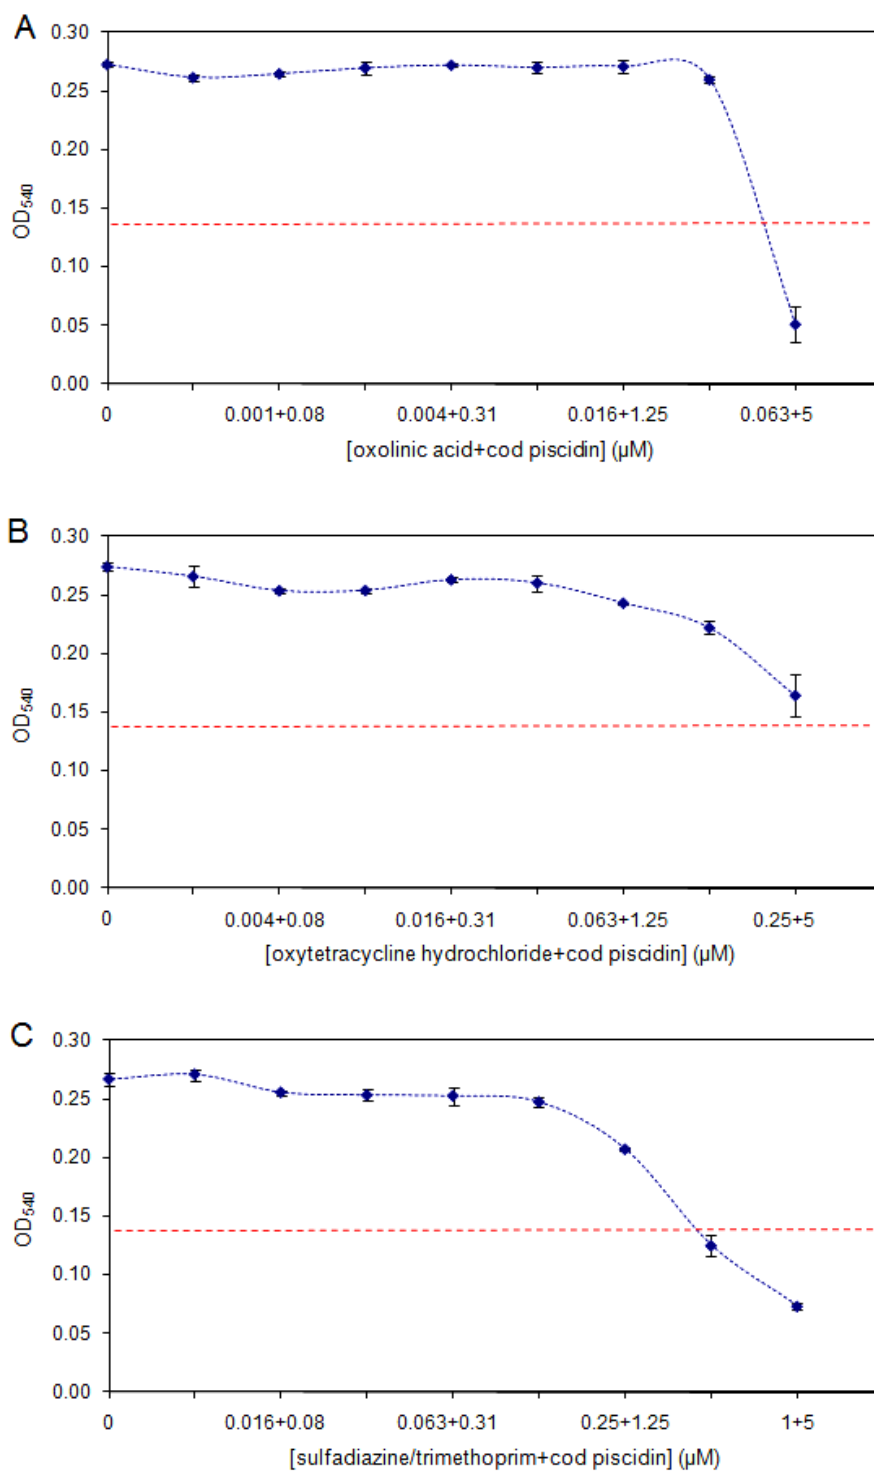 A
0.30
0.25
0.20
0.15
0.10
0.05
0.00
OD540
0 0.001+0.08 0.004+0.31 0.016+1.25 0.063+5
[oxolinic acid+cod piscidin] (µM)
B
0.30
0.25
0.20
0.15
0.10
0.05
0.00
OD540
0 0.004+0.08 0.016+0.31 0.063+1.25 0.25+5
[oxytetracycline hydrochloride+cod piscidin] (µM)
C
0.30
0.25
0.20
0.15
0.10
0.05
0.00
OD540
0 0.016+0.08 0.063+0.31 0.25+1.25 1+5
[sulfadiazine/trimethoprim+cod piscidin] (µM)